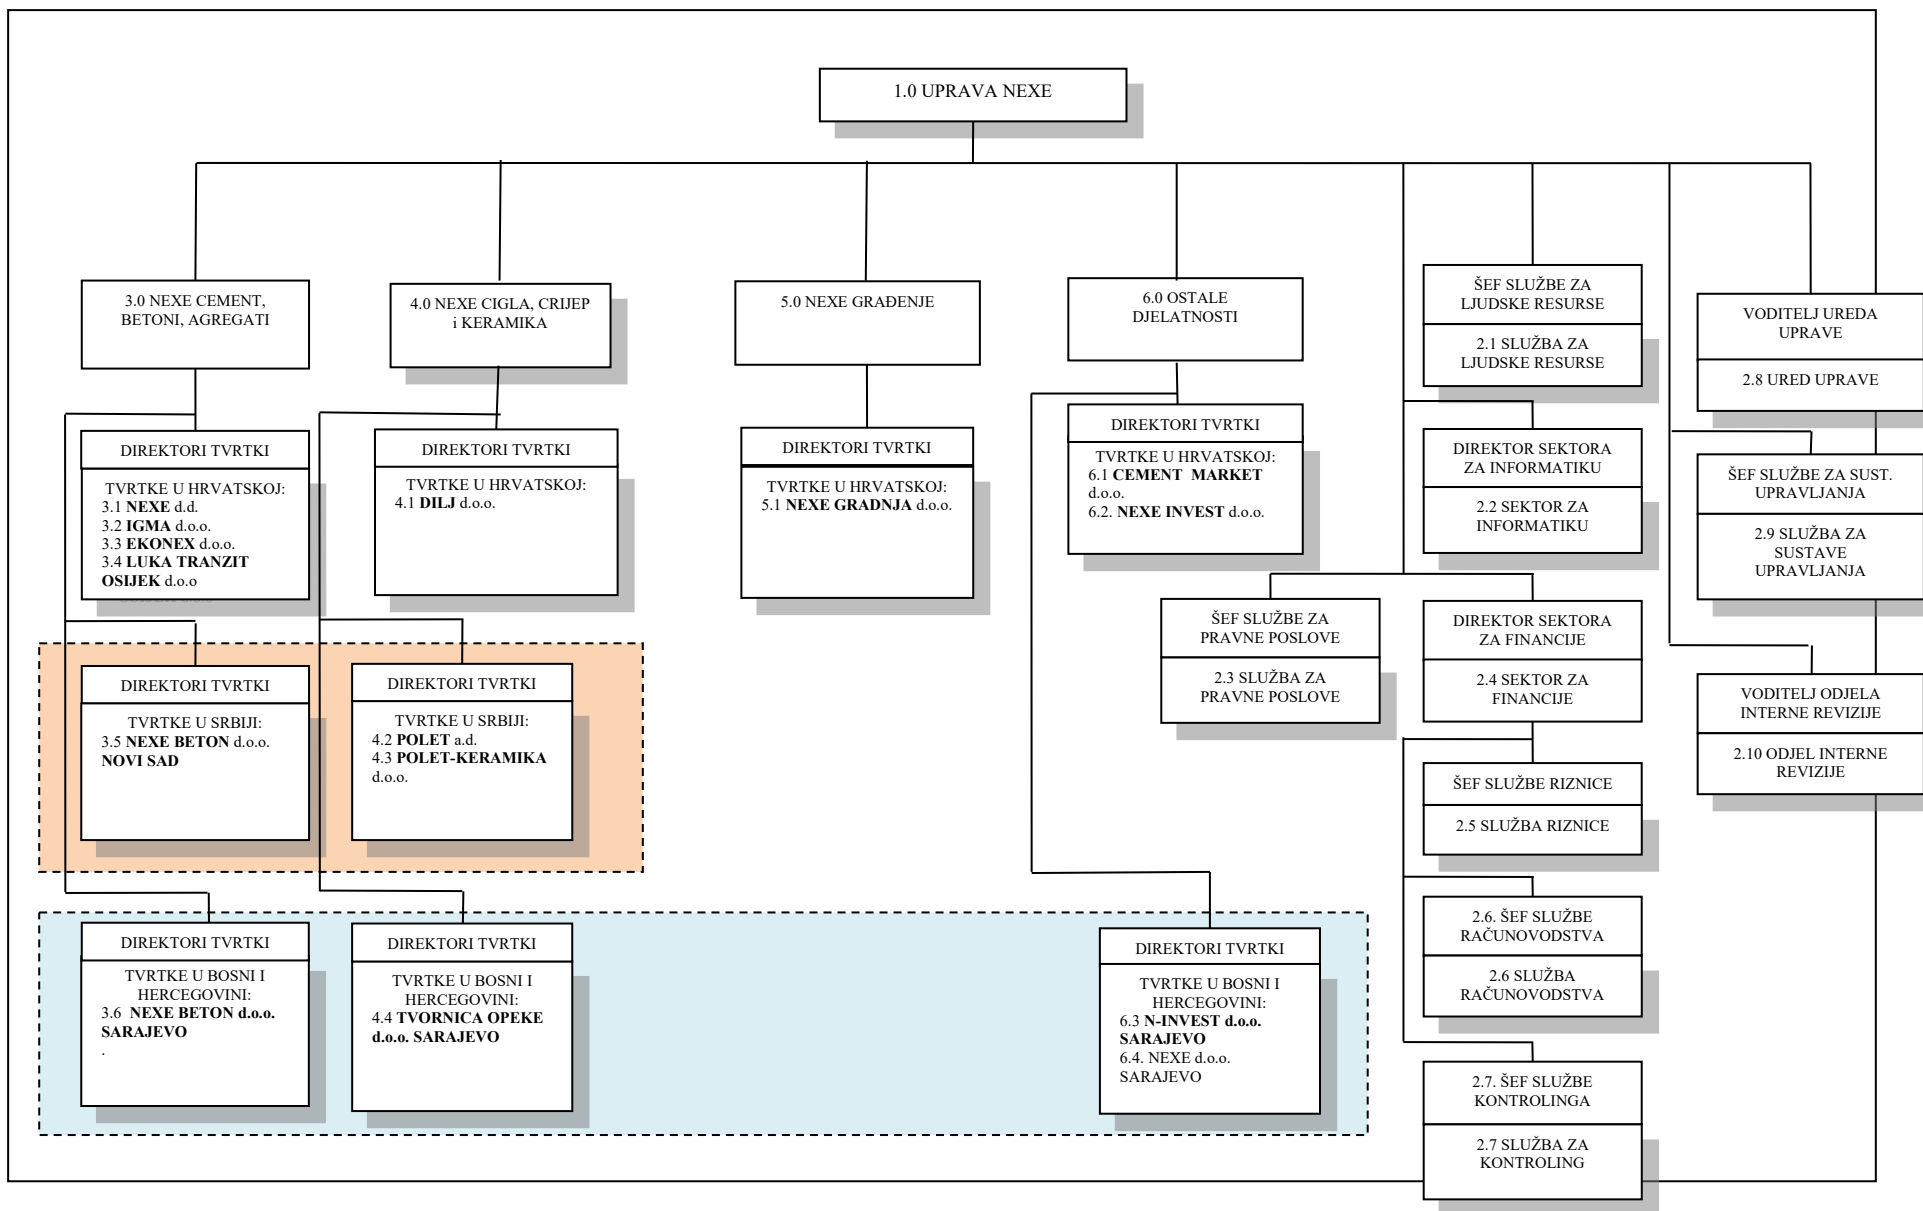 1.0 UPRAVA NEXE
3.0 NEXE CEMENT,
BETONI, AGREGATI
4.0 NEXE CIGLA, CRIJEP
i KERAMIKA
5.0 NEXE GRAĐENJE
6.0 OSTALE
DJELATNOSTI
ŠEF SLUŽBE ZA
LJUDSKE RESURSE
2.1 SLUŽBA ZA
LJUDSKE RESURSE
VODITELJ UREDA
UPRAVE
2.8 URED UPRAVE
DIREKTORI TVRTKI
TVRTKE U HRVATSKOJ:
3.1 NEXE d.d.
3.2 IGMA d.o.o.
3.3 EKONEX d.o.o.
3.4 LUKA TRANZIT
OSIJEK d.o.o
DIREKTORI TVRTKI
TVRTKE U HRVATSKOJ:
4.1 DILJ d.o.o.
DIREKTORI TVRTKI
TVRTKE U HRVATSKOJ:
5.1 NEXE GRADNJA d.o.o.
DIREKTORI TVRTKI
TVRTKE U HRVATSKOJ:
6.1 CEMENT  MARKET
d.o.o.
6.2. NEXE INVEST d.o.o.
DIREKTOR SEKTORA
ZA INFORMATIKU
2.2 SEKTOR ZA
INFORMATIKU
ŠEF SLUŽBE ZA SUST.
UPRAVLJANJA
2.9 SLUŽBA ZA
SUSTAVE
UPRAVLJANJA
ŠEF SLUŽBE ZA
PRAVNE POSLOVE
2.3 SLUŽBA ZA
PRAVNE POSLOVE
DIREKTOR SEKTORA
ZA FINANCIJE
2.4 SEKTOR ZA
FINANCIJE
VODITELJ ODJELA
INTERNE REVIZIJE
2.10 ODJEL INTERNE
REVIZIJE
DIREKTORI TVRTKI
TVRTKE U SRBIJI:
3.5 NEXE BETON d.o.o.
NOVI SAD
DIREKTORI TVRTKI
TVRTKE U SRBIJI:
4.2 POLET a.d.
4.3 POLET-KERAMIKA
d.o.o.
ŠEF SLUŽBE RIZNICE
2.5 SLUŽBA RIZNICE
2.6. ŠEF SLUŽBE
RAČUNOVODSTVA
2.6 SLUŽBA
RAČUNOVODSTVA
DIREKTORI TVRTKI
TVRTKE U BOSNI I
HERCEGOVINI:
3.6  NEXE BETON d.o.o.
SARAJEVO
.
DIREKTORI TVRTKI
TVRTKE U BOSNI I
HERCEGOVINI:
4.4 TVORNICA OPEKE
d.o.o. SARAJEVO
DIREKTORI TVRTKI
TVRTKE U BOSNI I
HERCEGOVINI:
6.3 N-INVEST d.o.o.
SARAJEVO
6.4. NEXE d.o.o.
SARAJEVO
2.7. ŠEF SLUŽBE
KONTROLINGA
2.7 SLUŽBA ZA
KONTROLING